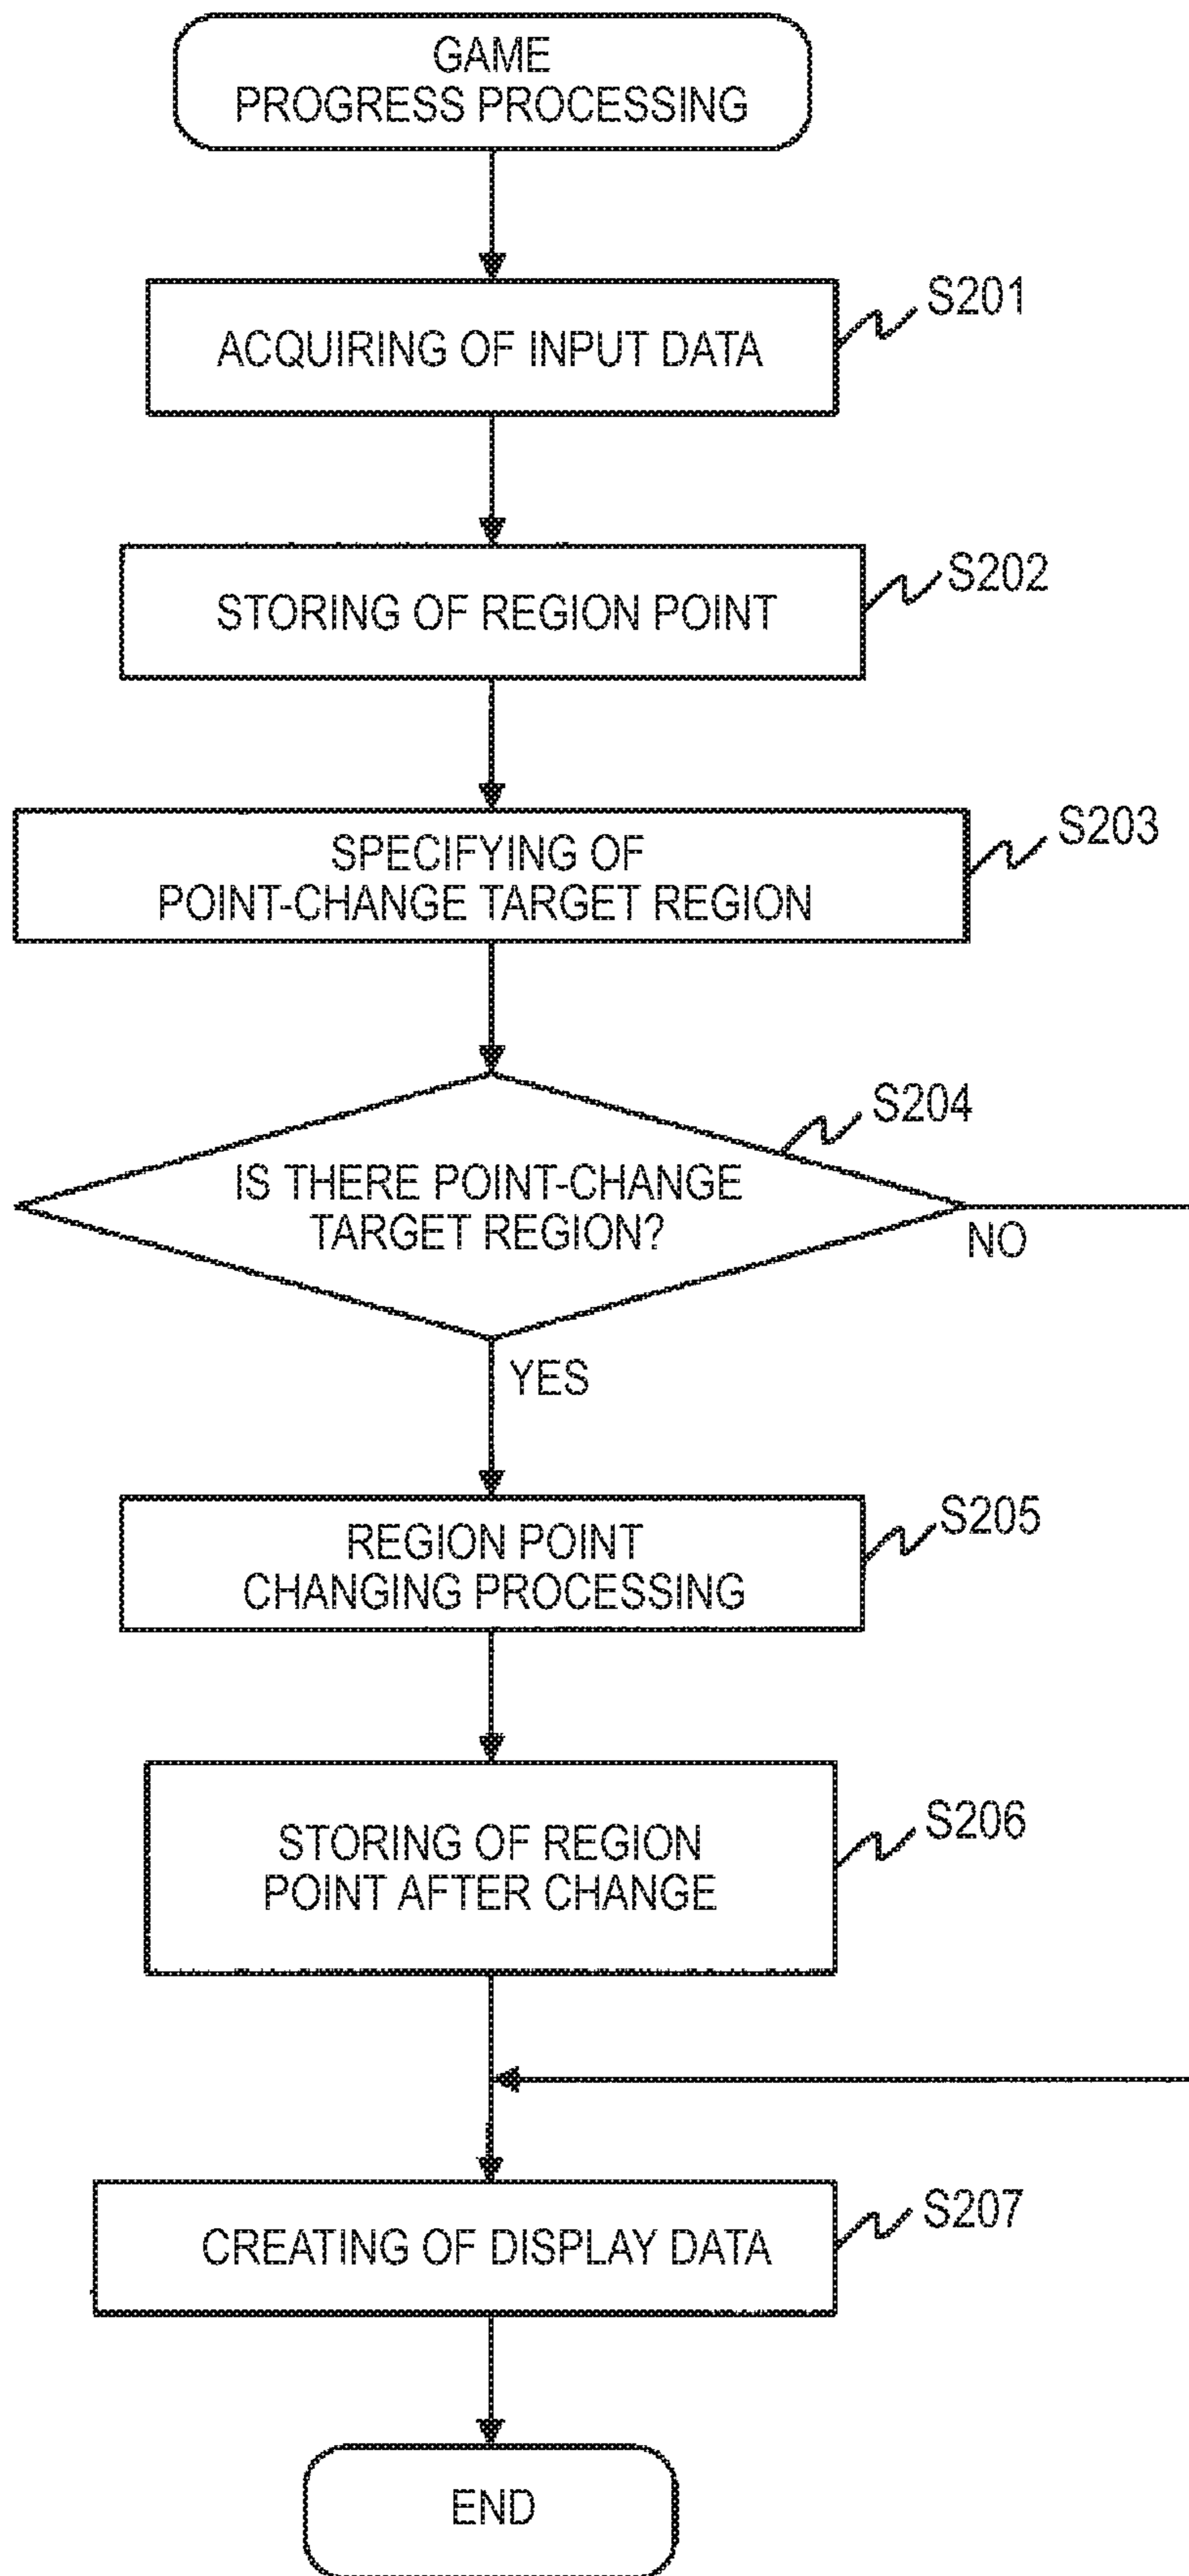 GAME
PROGRESS PROCESSING
S201
ACQUIRING OF INPUT DATA
S202
STORING OF REGION POINT
S203
SPECIFYING OF
POINT-CHANGE TARGET REGION
S204
IS THERE POINT-CHANGE
TARGET REGION?
NO
YES
S205
REGION POINT
CHANGING PROCESSING
S206
STORING OF REGION
POINT AFTER CHANGE
S207
CREATING OF DISPLAY DATA
END